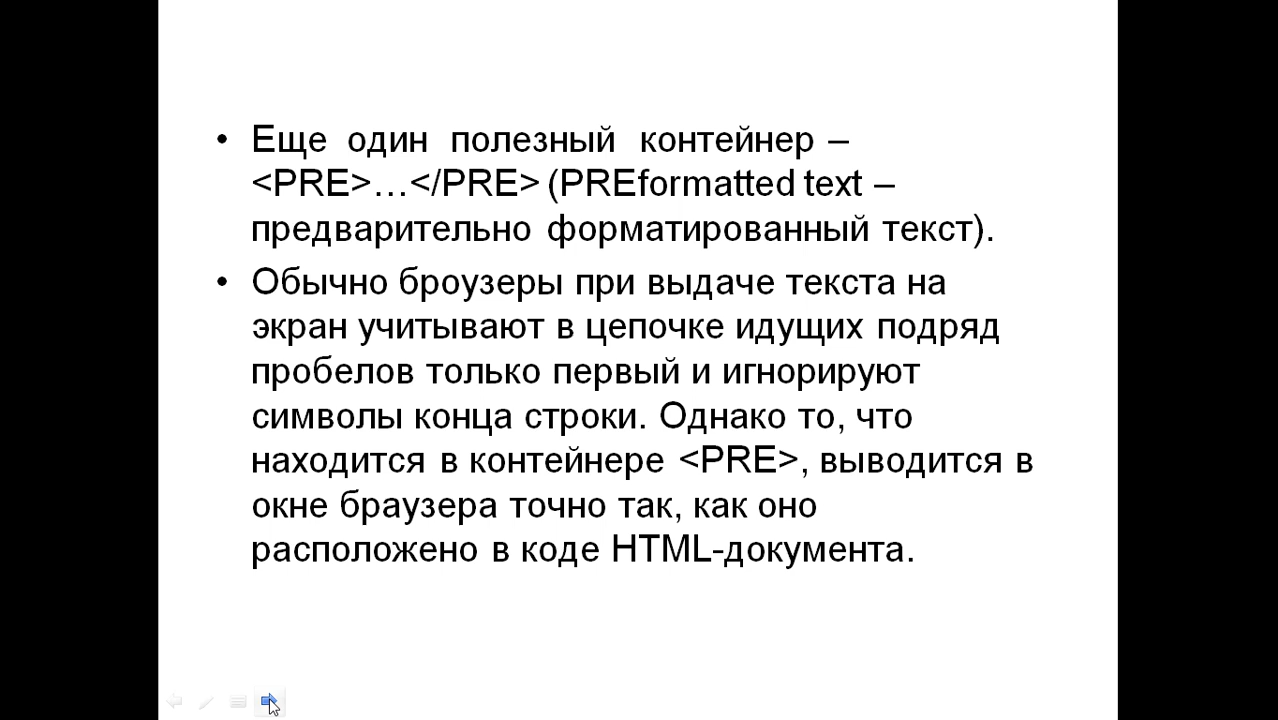 • Еще один полезный контейнер –
<PRE>…</PRE> (PREformatted text –
предварительно форматированный текст).
• Обычно броузеры при выдаче текста на
экран учитывают в цепочке идущих подряд
пробелов только первый и игнорируют
символы конца строки. Однако то, что
находится в контейнере <PRE>, выводится в
окне браузера точно так, как оно
расположено в коде HTML-документа.